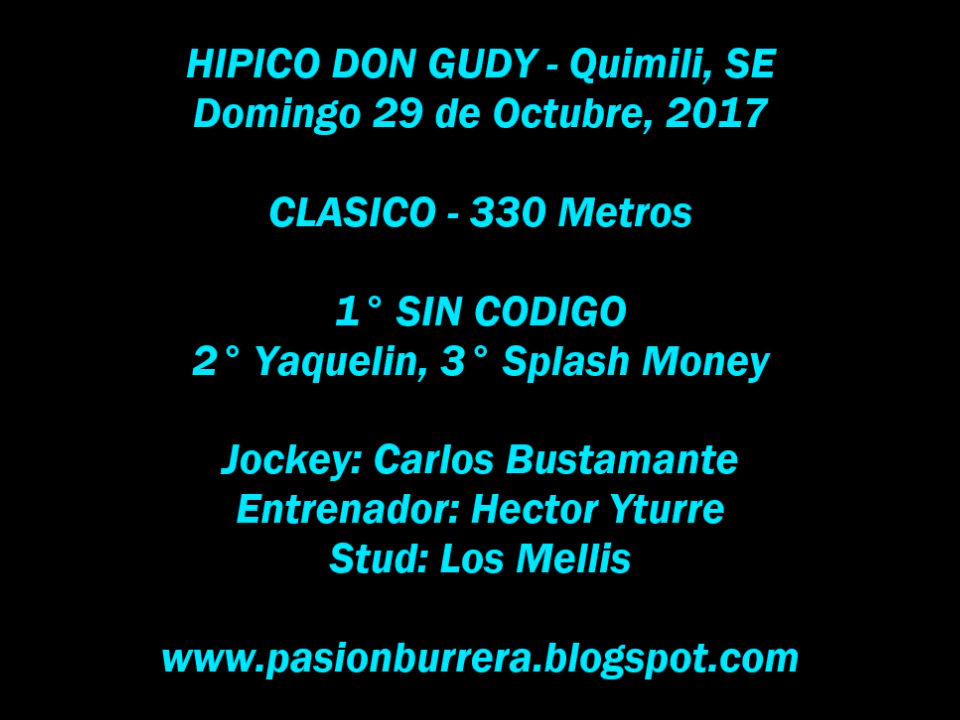 HIPICO DON GUDY - Quimili, SE
Domingo 29 de Octubre, 2017
CLASICO - 330 Metros
1° SIN CODIGO
2° Yaquelin, 3° Splash Money
Jockey: Carlos Bustamante
Entrenador: Hector Yturre
Stud: Los Mellis
www.pasionburrera.blogspot.com